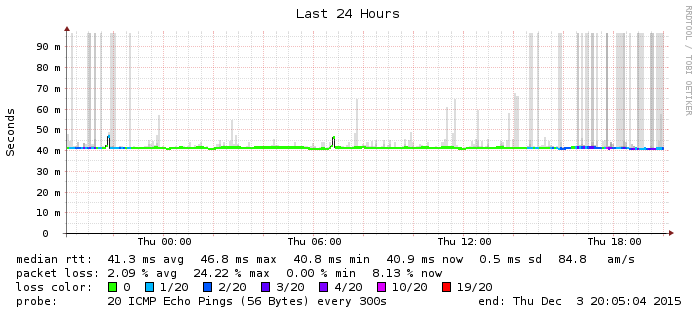 Last 24 Hours
RRDTOOL / TOBI OETIKER
Seconds
90 m
80 m
70 m
60 m
50 m
40 m
30 m
20 m
10 m
0
Thu 00:00 Thu 06:00 Thu 12:00 Thu 18:00
median rtt: 41.3 ms avg 46.8 ms max 40.8 ms min 40.9 ms now 0.5 ms sd 84.8 am/s
packet loss: 2.09 % avg 24.22 % max 0.00 % min 8.13 % now
loss color: 0 1/20 2/20 3/20 4/20 10/20 19/20
probe: 20 ICMP Echo Pings (56 Bytes) every 300s end: Thu Dec 3 20:05:04 2015